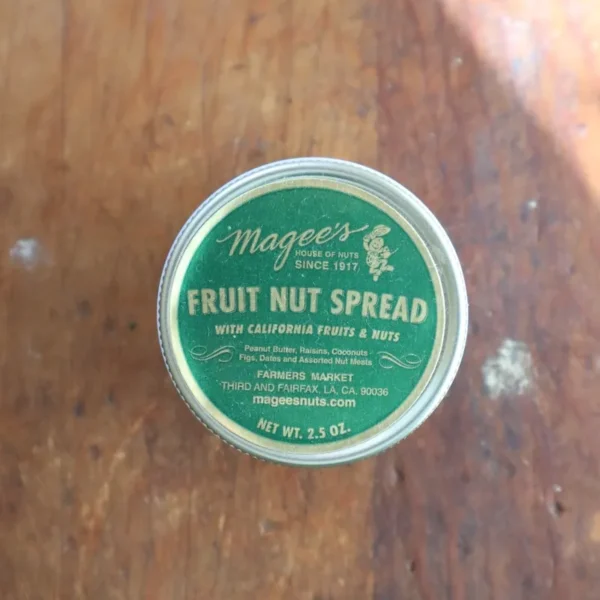 Magee's
HOUSE OF NUTS
SINCE 1917
FRUIT NUT SPREAD
WITH CALIFORNIA FRUITS & NUTS
Peanut Butter, Raisins, Coconuts
Figs, Dates and Assorted Nut Meats
FARMERS MARKET
THIRD AND FAIRFAX, LA, CA. 90036
mageesnuts.com
NET WT. 2.5 OZ.